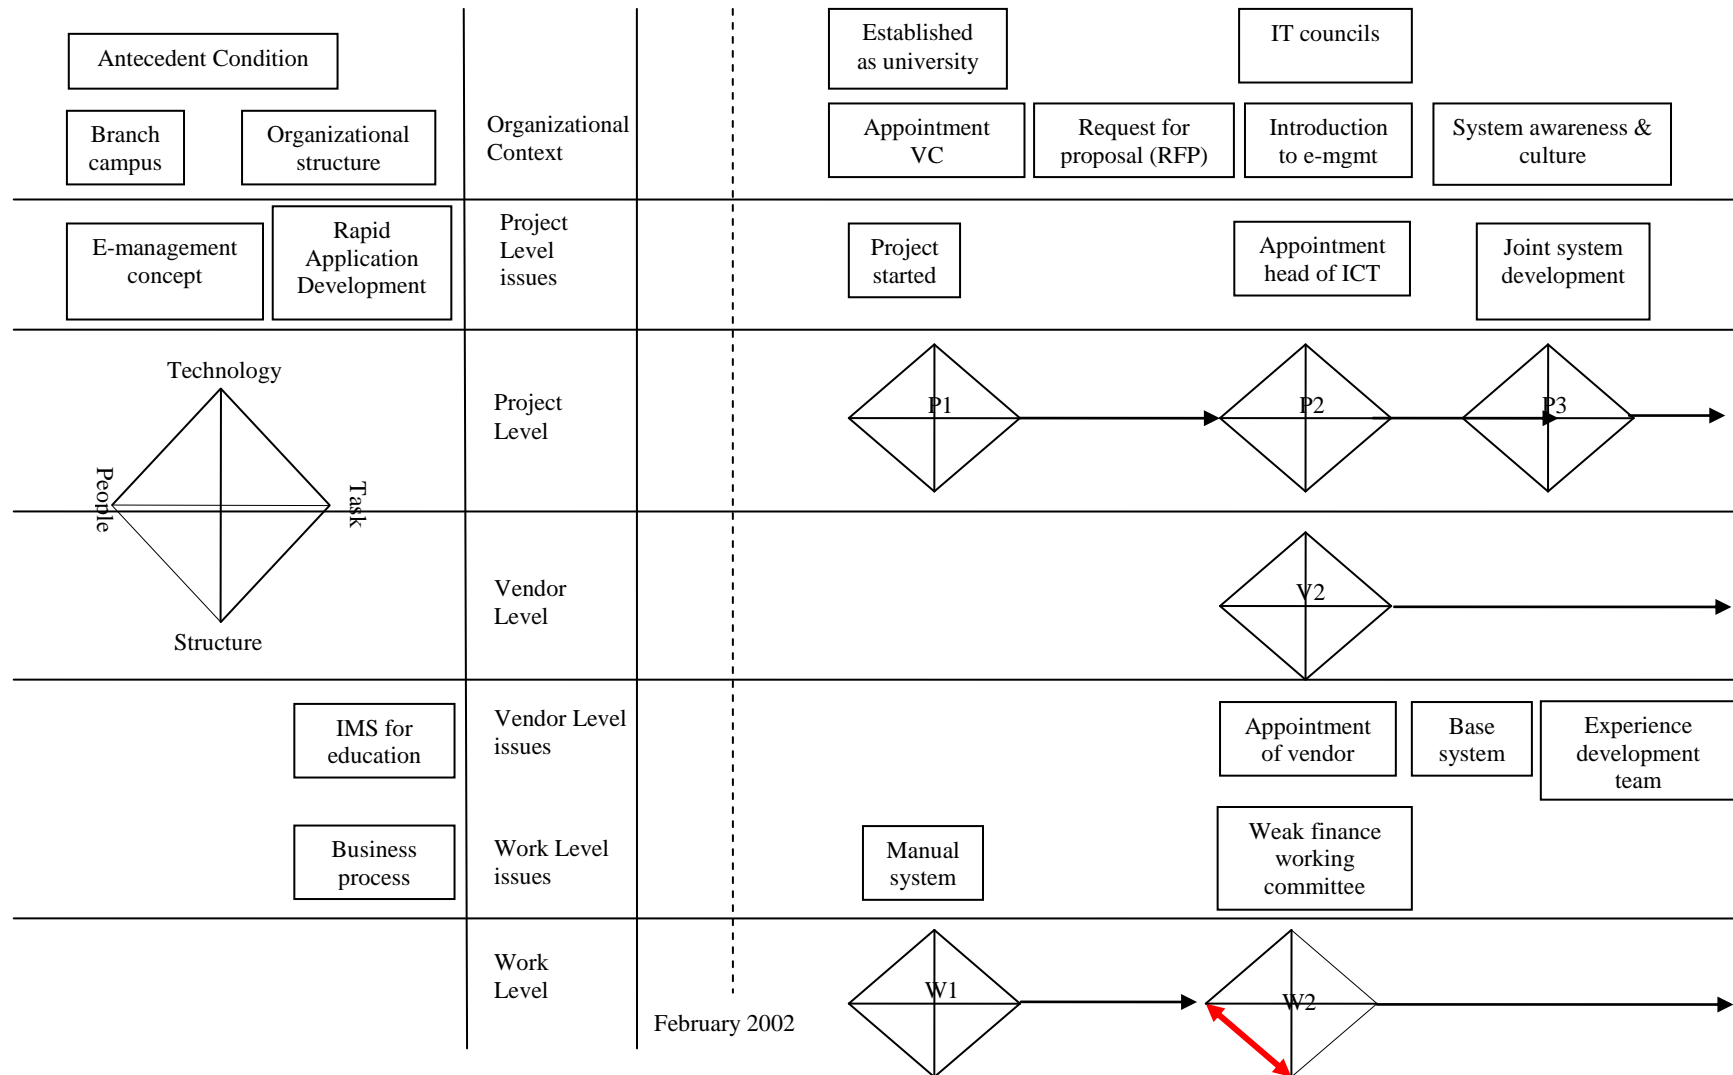 Antecedent Condition
Branch
campus
Organizational
structure
Organizational
Context
Established
as university
IT councils
Appointment
VC
Request for
proposal (RFP)
Introduction
to e-mgmt
System awareness &
culture
E-management
concept
Rapid
Application
Development
Project
Level
issues
Project
started
Appointment
head of ICT
Joint system
development
Technology
People
Task
Structure
Project
Level
P1
P2
P3
Vendor
Level
V2
IMS for
education
Vendor Level
issues
Appointment
of vendor
Base
system
Experience
development
team
Business
process
Work Level
issues
Manual
system
Weak finance
working
committee
Work
Level
February 2002
W1
W2